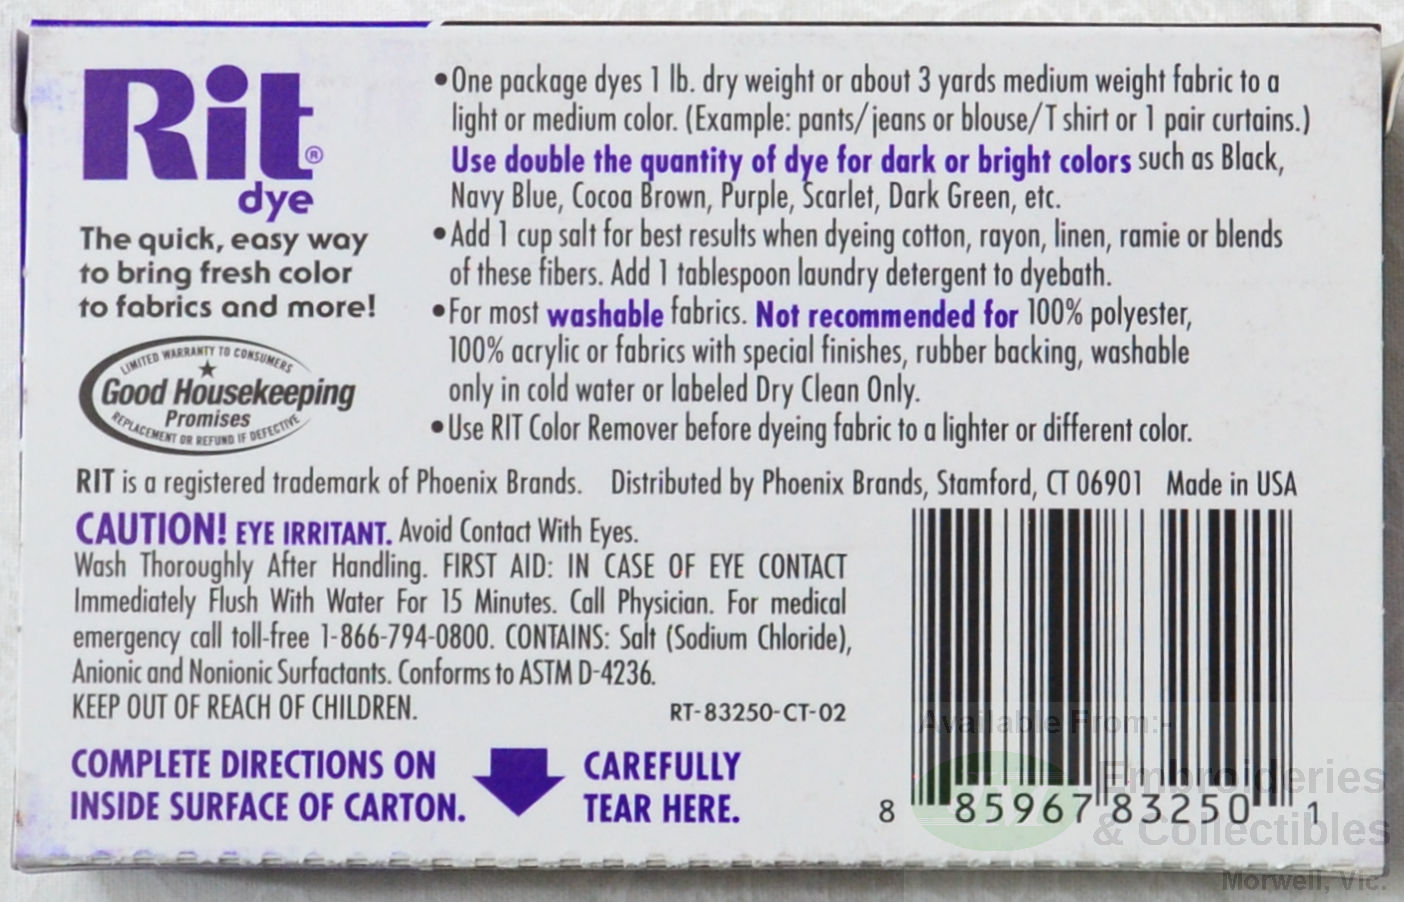 Rit®
dye
The quick, easy way
to bring fresh color
to fabrics and more!
LIMITED WARRANTY TO CONSUMERS
Good Housekeeping
Promises
REPLACEMENT OR REFUND IF DEFECTIVE
•One package dyes 1 lb. dry weight or about 3 yards medium weight fabric to a
light or medium color. (Example: pants/jeans or blouse/T shirt or 1 pair curtains.)
Use double the quantity of dye for dark or bright colors such as Black,
Navy Blue, Cocoa Brown, Purple, Scarlet, Dark Green, etc.
•Add 1 cup salt for best results when dyeing cotton, rayon, linen, ramie or blends
of these fibers. Add 1 tablespoon laundry detergent to dyebath.
•For most washable fabrics. Not recommended for 100% polyester,
100% acrylic or fabrics with special finishes, rubber backing, washable
only in cold water or labeled Dry Clean Only.
•Use RIT Color Remover before dyeing fabric to a lighter or different color.
RIT is a registered trademark of Phoenix Brands. Distributed by Phoenix Brands, Stamford, CT 06901 Made in USA
CAUTION! EYE IRRITANT. Avoid Contact With Eyes.
Wash Thoroughly After Handling. FIRST AID: IN CASE OF EYE CONTACT
Immediately Flush With Water For 15 Minutes. Call Physician. For medical
emergency call toll-free 1-866-794-0800. CONTAINS: Salt (Sodium Chloride),
Anionic and Nonionic Surfactants. Conforms to ASTM D-4236.
KEEP OUT OF REACH OF CHILDREN. RT-83250-CT-02
COMPLETE DIRECTIONS ON
INSIDE SURFACE OF CARTON.
CAREFULLY
TEAR HERE.
8 85967 83250 1
Available From:-
Embroideries
& Collectibles
Morwell, Vic.